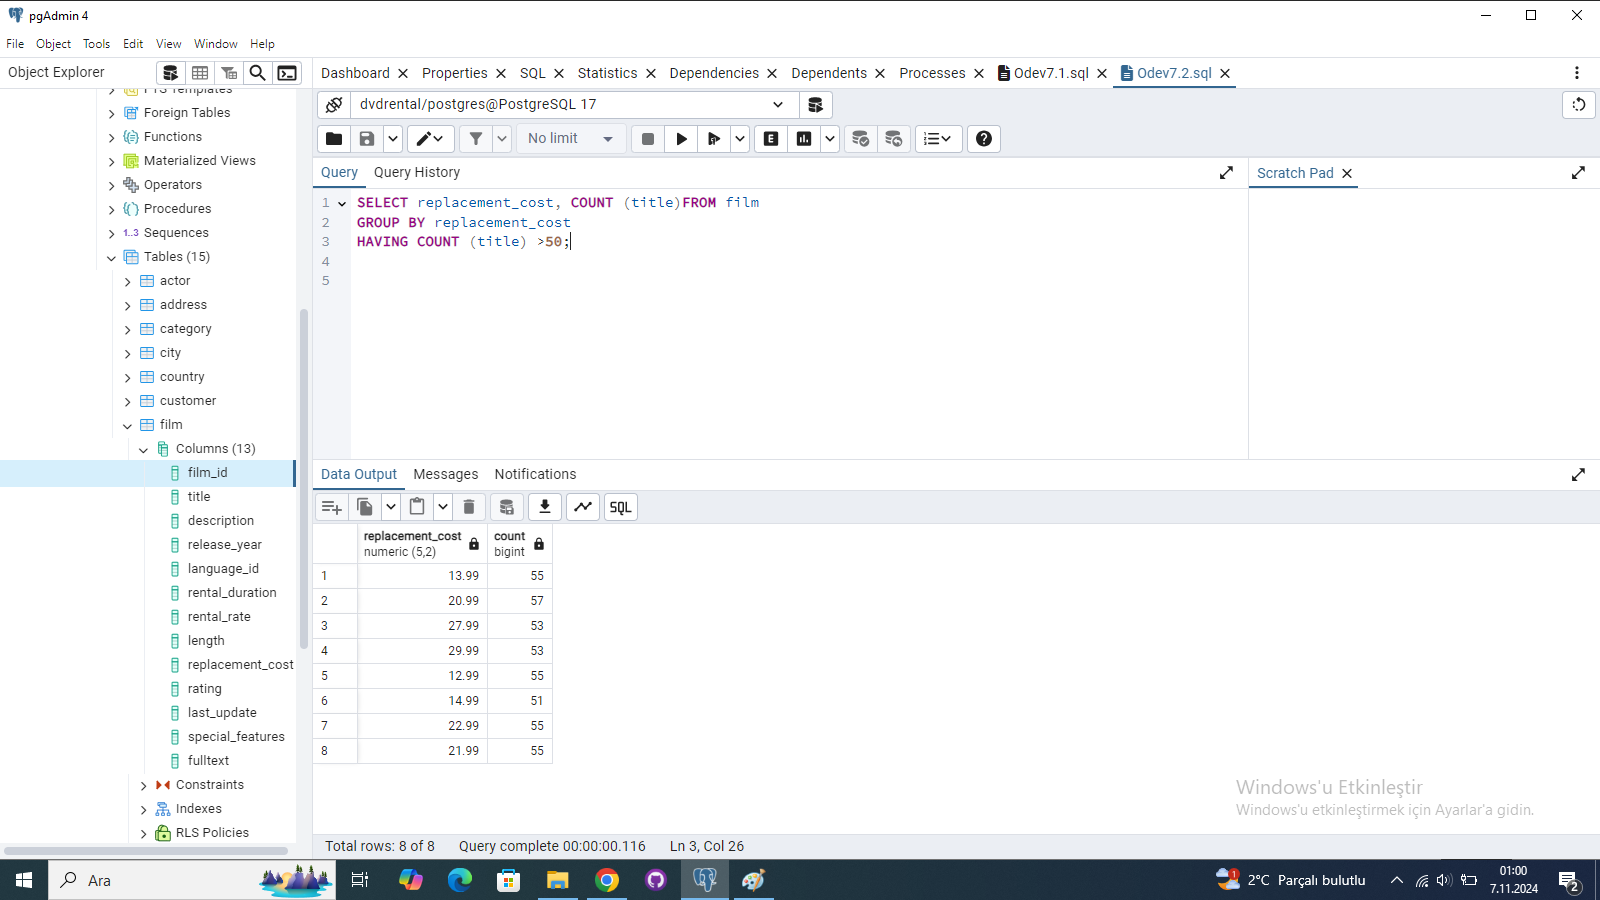 pgAdmin 4
File Object Tools Edit View Window Help
Object Explorer
FTS Templates
Foreign Tables
Functions
Materialized Views
Operators
Procedures
1..3 Sequences
Tables (15)
actor
address
category
city
country
customer
film
Columns (13)
film_id
title
description
release_year
language_id
rental_duration
rental_rate
length
replacement_cost
rating
last_update
special_features
fulltext
Constraints
Indexes
RLS Policies
Dashboard Properties SQL Statistics Dependencies Dependents Processes Odev7.1.sql Odev7.2.sql
dvdrental/postgres@PostgreSQL 17
No limit
E
Query Query History
Scratch Pad
1 SELECT replacement_cost, COUNT (title)FROM film
2 GROUP BY replacement_cost
3 HAVING COUNT (title) >50;
4
5
Data Output Messages Notifications
SQL
replacement_cost count
numeric (5,2) bigint
1 13.99 55
2 20.99 57
3 27.99 53
4 29.99 53
5 12.99 55
6 14.99 51
7 22.99 55
8 21.99 55
Windows'u Etkinleştir
Windows'u etkinleştirmek için Ayarlar'a gidin.
Total rows: 8 of 8 Query complete 00:00:00.116 Ln 3, Col 26
Ara
1 2°C Parçalı bulutlu
01:00
7.11.2024
2